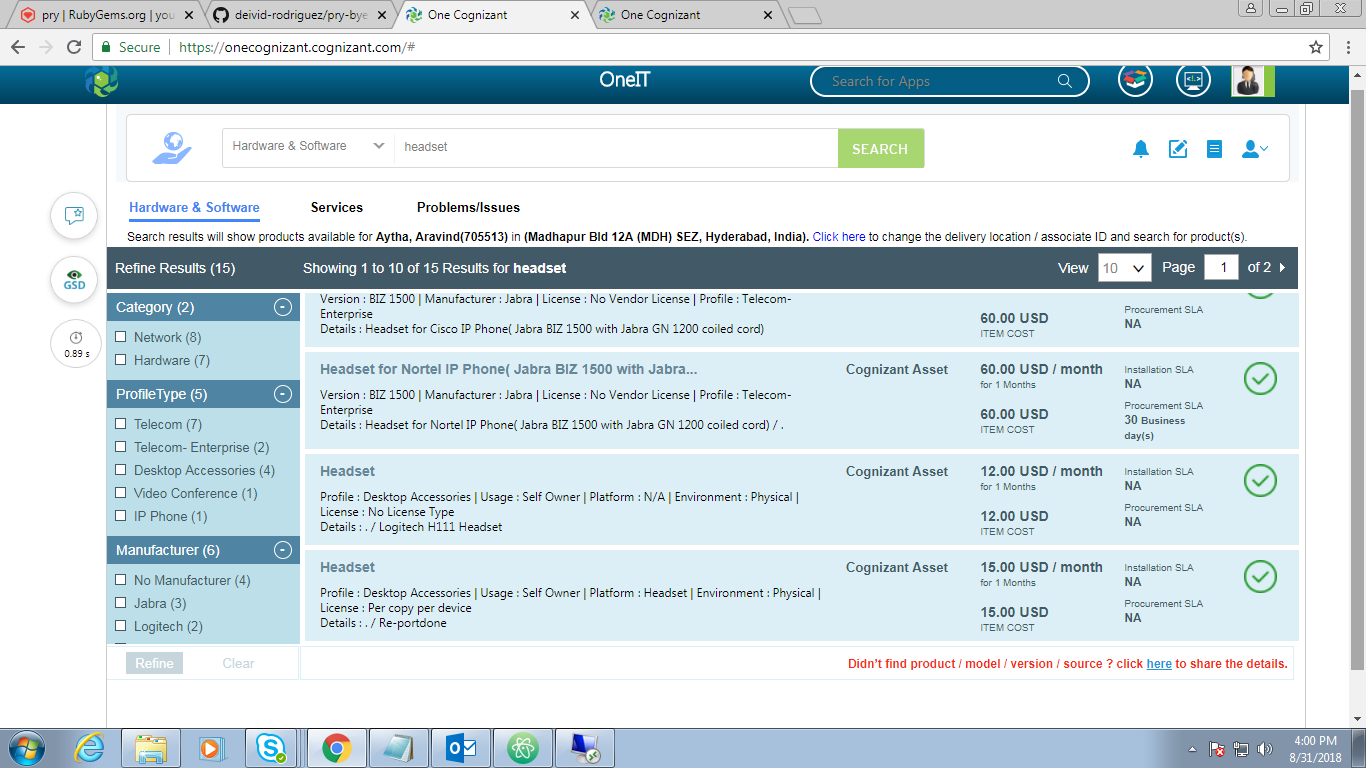 pry | RubyGems.org | you
deivid-rodriguez/pry-bye
One Cognizant
One Cognizant
Secure
https://onecognizant.cognizant.com/#
OneIT
Search for Apps
Hardware & Software
headset
SEARCH
Hardware & Software
Services
Problems/Issues
Search results will show products available for Aytha, Aravind(705513) in (Madhapur Bld 12A (MDH) SEZ, Hyderabad, India). Click here to change the delivery location / associate ID and search for product(s).
GSD
0.89 s
Refine Results (15)
Showing 1 to 10 of 15 Results for headset
View 10 Page 1 of 2
Category (2)
Network (8)
Hardware (7)
ProfileType (5)
Telecom (7)
Telecom- Enterprise (2)
Desktop Accessories (4)
Video Conference (1)
IP Phone (1)
Manufacturer (6)
No Manufacturer (4)
Jabra (3)
Logitech (2)
Refine
Clear
Version : BIZ 1500 | Manufacturer : Jabra | License : No Vendor License | Profile : Telecom-
Enterprise
Details : Headset for Cisco IP Phone( Jabra BIZ 1500 with Jabra GN 1200 coiled cord)
60.00 USD
ITEM COST
Procurement SLA
NA
Headset for Nortel IP Phone( Jabra BIZ 1500 with Jabra...
Version : BIZ 1500 | Manufacturer : Jabra | License : No Vendor License | Profile : Telecom-
Enterprise
Details : Headset for Nortel IP Phone( Jabra BIZ 1500 with Jabra GN 1200 coiled cord) / .
Cognizant Asset
60.00 USD / month
for 1 Months
60.00 USD
ITEM COST
Installation SLA
NA
Procurement SLA
30 Business
day(s)
Headset
Profile : Desktop Accessories | Usage : Self Owner | Platform : N/A | Environment : Physical |
License : No License Type
Details : . / Logitech H111 Headset
Cognizant Asset
12.00 USD / month
for 1 Months
12.00 USD
ITEM COST
Installation SLA
NA
Procurement SLA
NA
Headset
Profile : Desktop Accessories | Usage : Self Owner | Platform : Headset | Environment : Physical |
License : Per copy per device
Details : . / Re-portdone
Cognizant Asset
15.00 USD / month
for 1 Months
15.00 USD
ITEM COST
Installation SLA
NA
Procurement SLA
NA
Didn't find product / model / version / source ? click here to share the details.
4:00 PM
8/31/2018